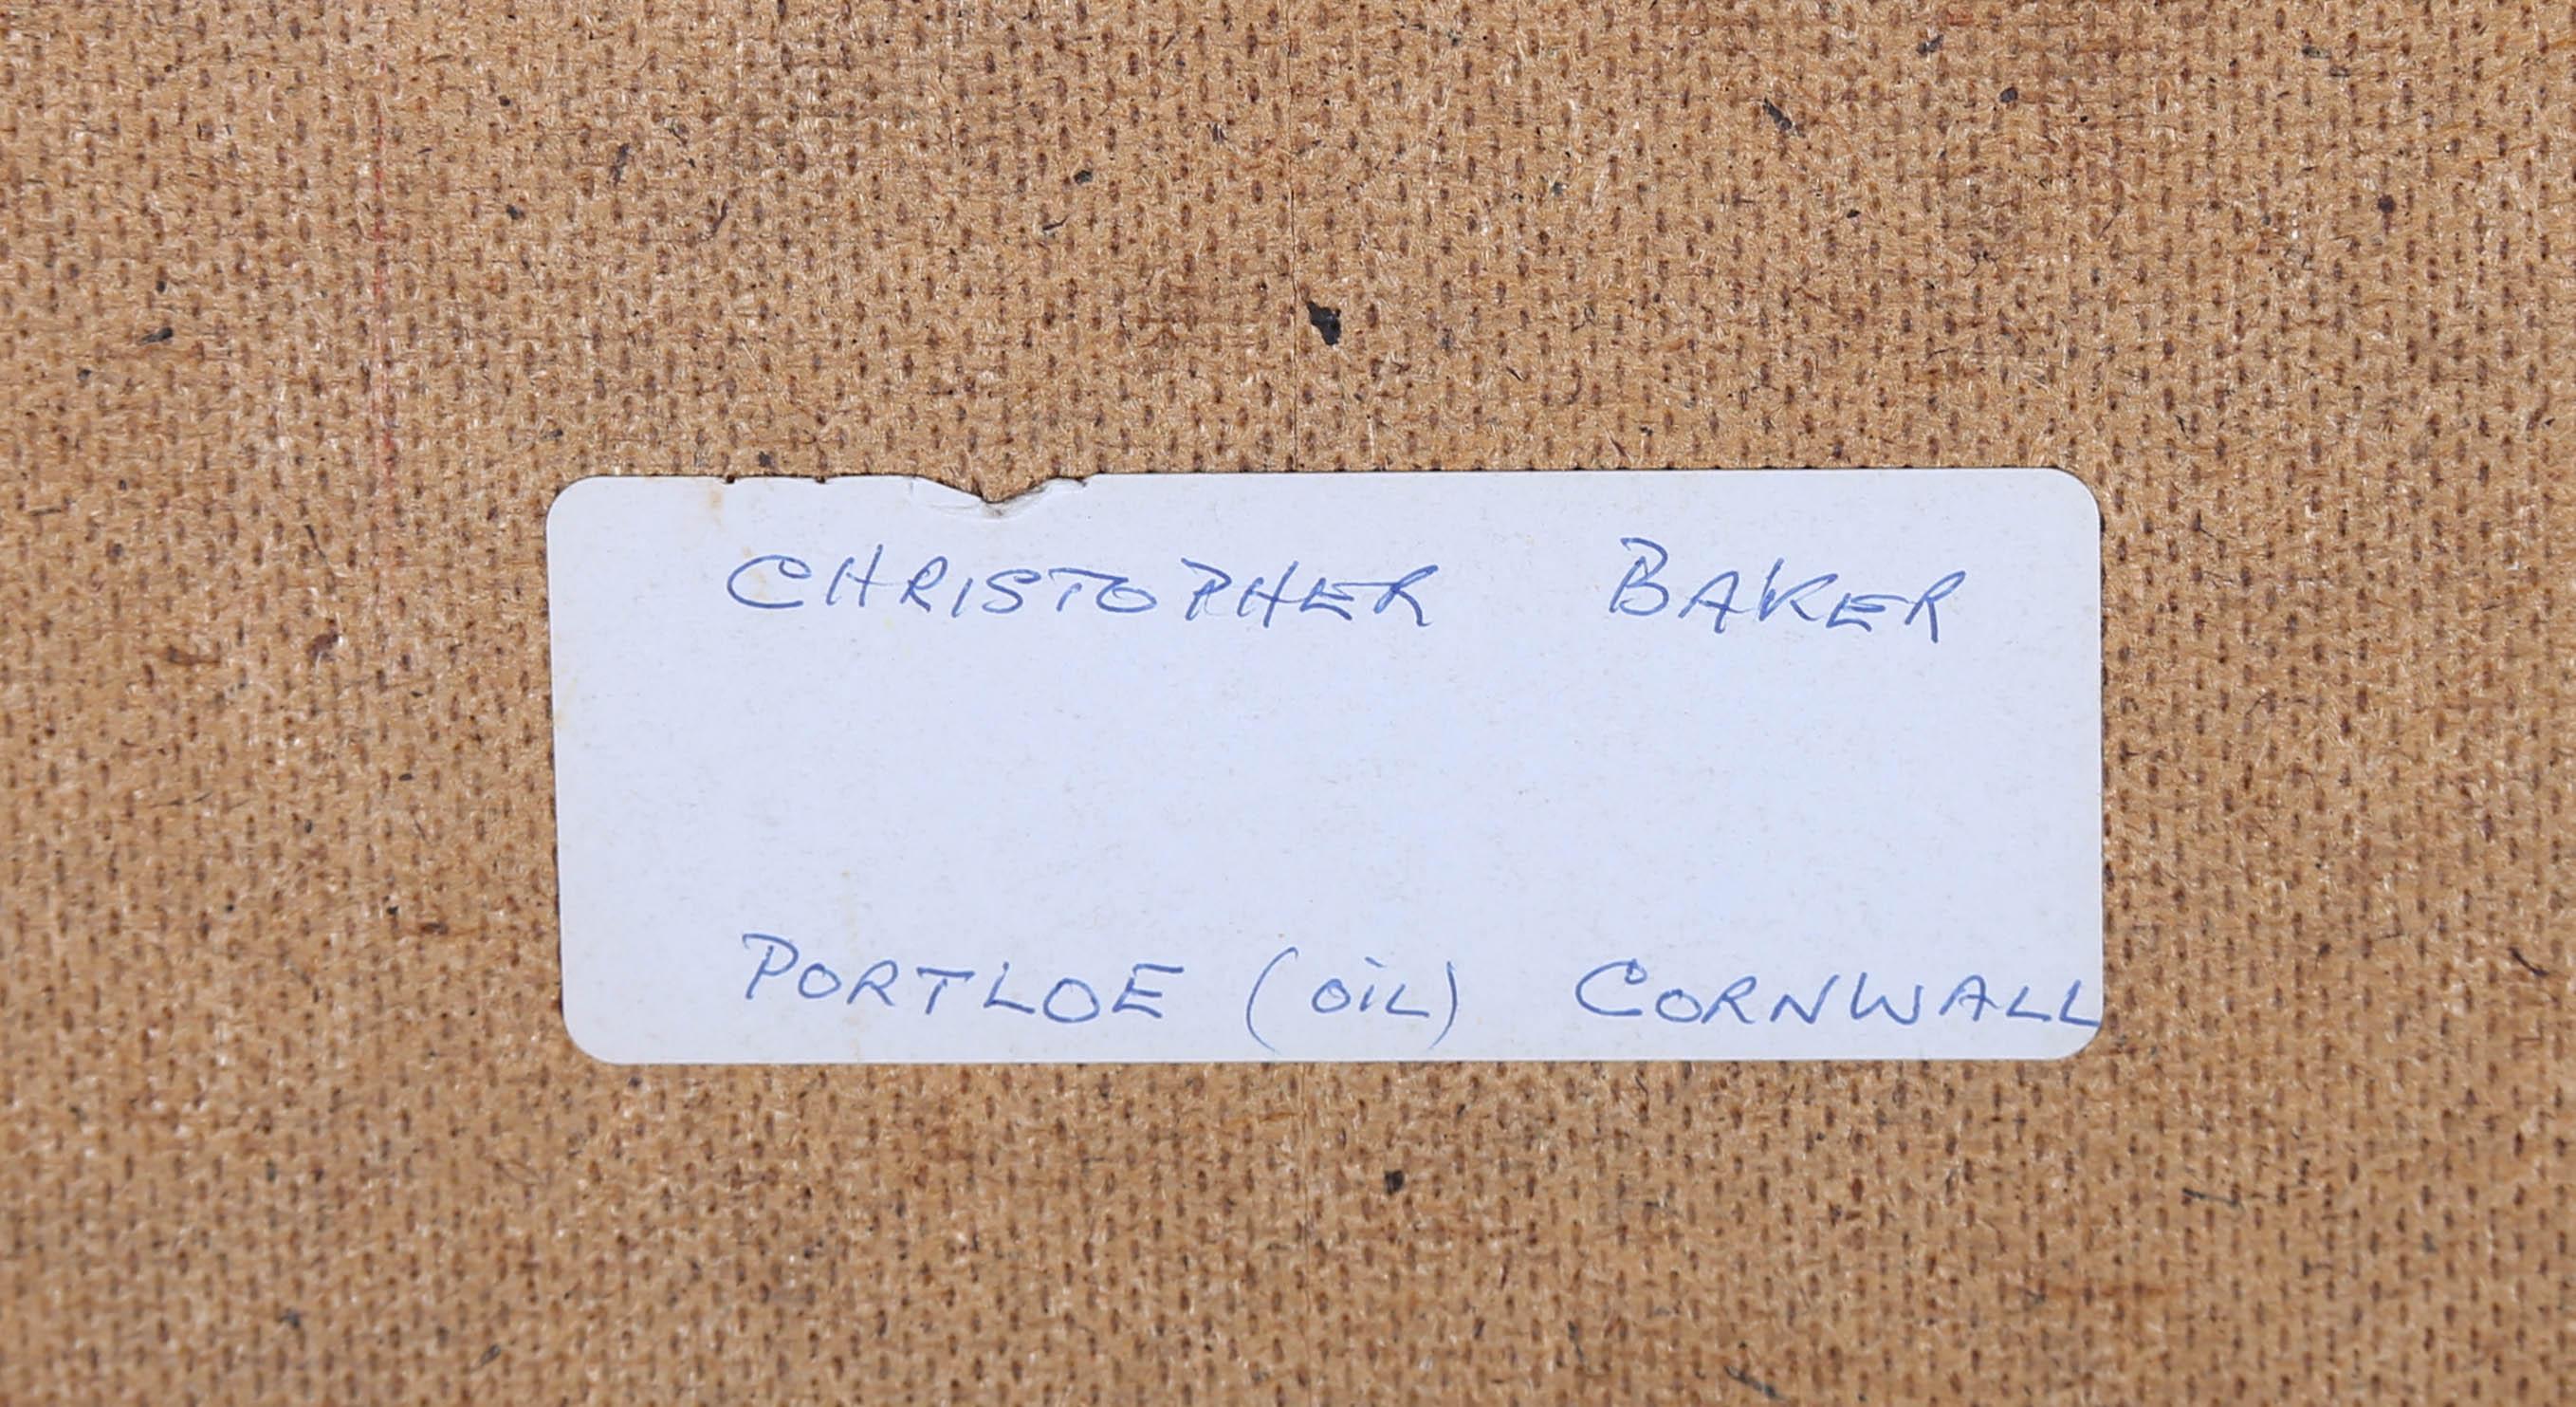 CHRISTOPHER BAKER
PORTLOE (OIL) CORNWALL